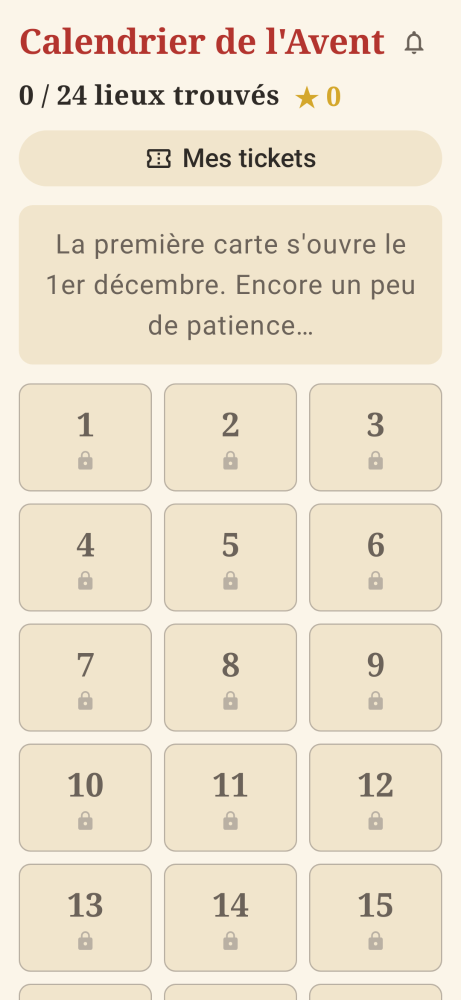 Calendrier de l'Avent
0 / 24 lieux trouvés ★ 0
Mes tickets
La première carte s'ouvre le
1er décembre. Encore un peu
de patience…
1 2 3
4 5 6
7 8 9
10 11 12
13 14 15